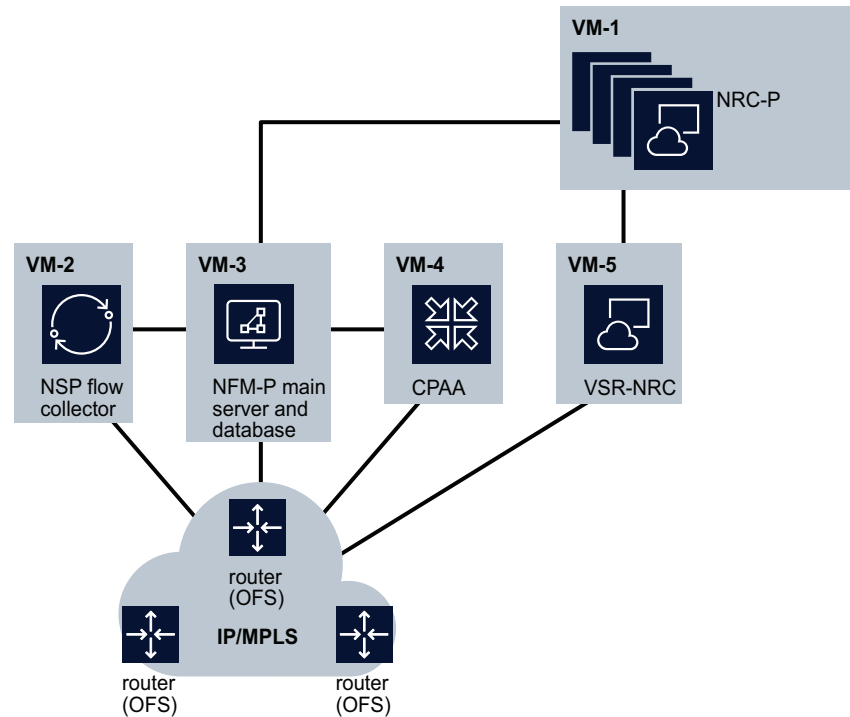 VM-1
NRC-P
VM-2
VM-3
VM-4
VM-5
NSP flow
collector
NFM-P main
server and
database
CPAA
VSR-NRC
router
(OFS)
IP/MPLS
router
(OFS)
router
(OFS)